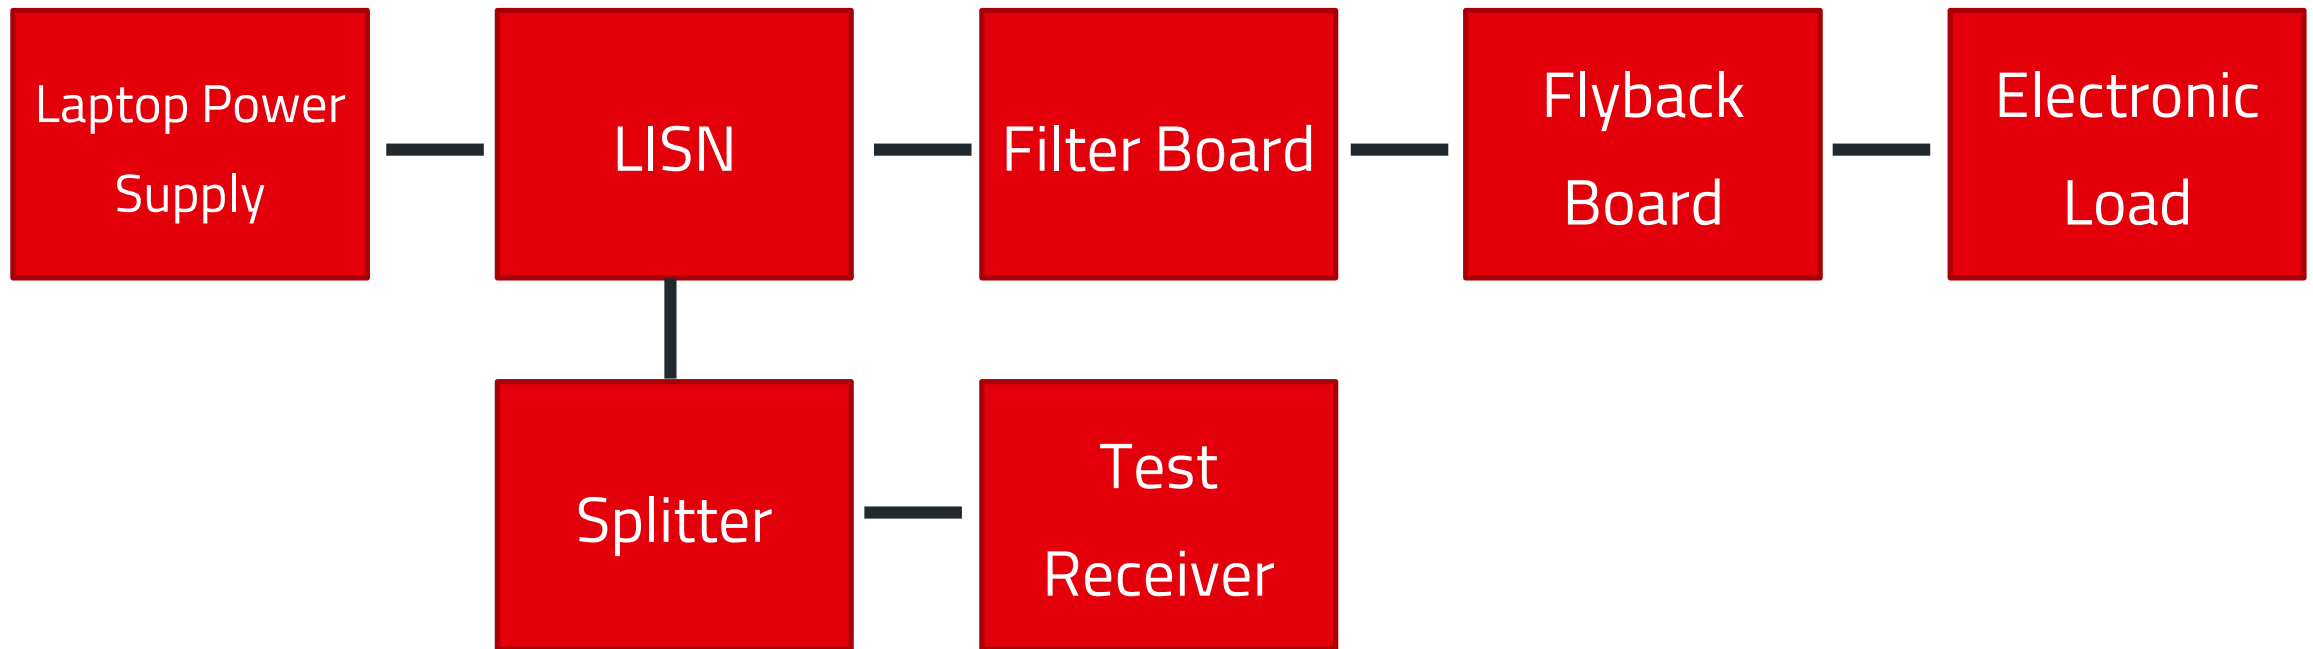 Laptop Power
Supply
LISN
Filter Board
Flyback
Board
Electronic
Load
Splitter
Test
Receiver